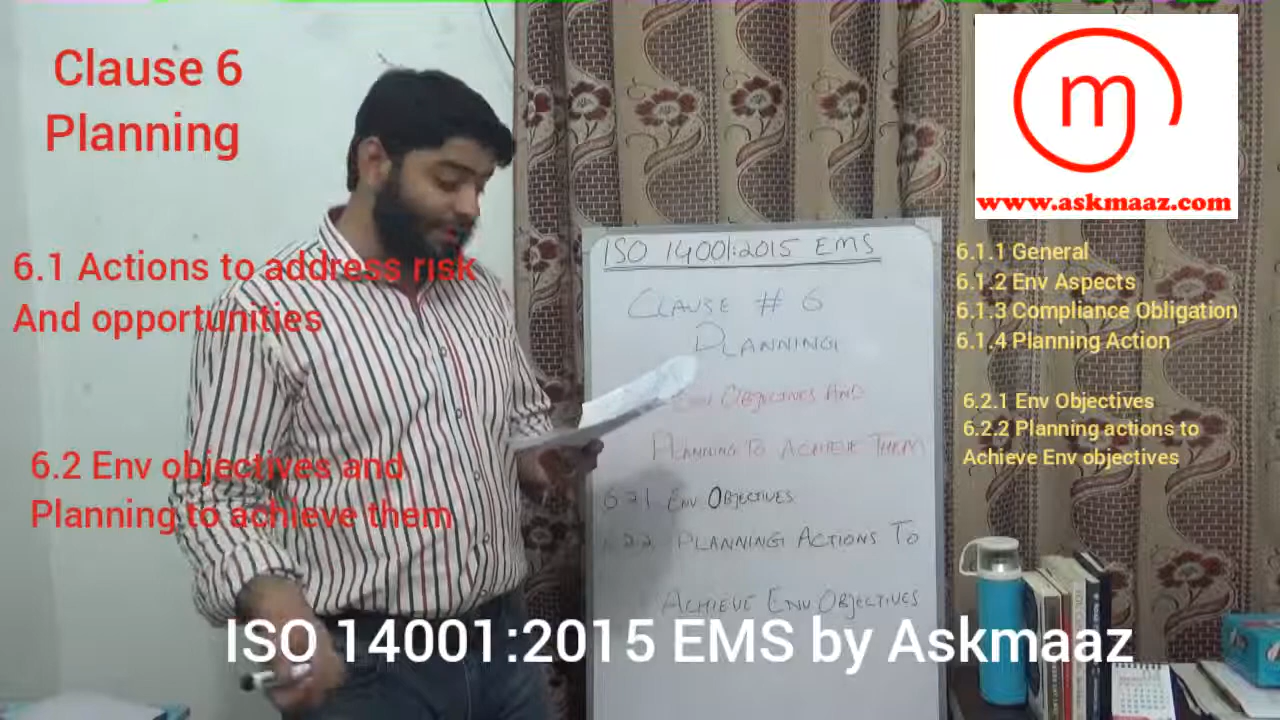 Clause 6
Planning
6.1 Actions to address risk
And opportunities
6.2 Env objectives and
Planning to achieve them
m
www.askmaaz.com
6.1.1 General
6.1.2 Env Aspects
6.1.3 Compliance Obligation
6.1.4 Planning Action
6.2.1 Env Objectives
6.2.2 Planning actions to
Achieve Env objectives
ISO 14001:2015 EMS
CLAUSE # 6
PLANNING
ENV OBJECTIVES AND
PLANNING TO ACHIEVE THEM
6.2.1 ENV OBJECTIVES
2.2 PLANNING ACTIONS TO
ACHIEVE ENV OBJECTIVES
ISO 14001:2015 EMS by Askmaaz